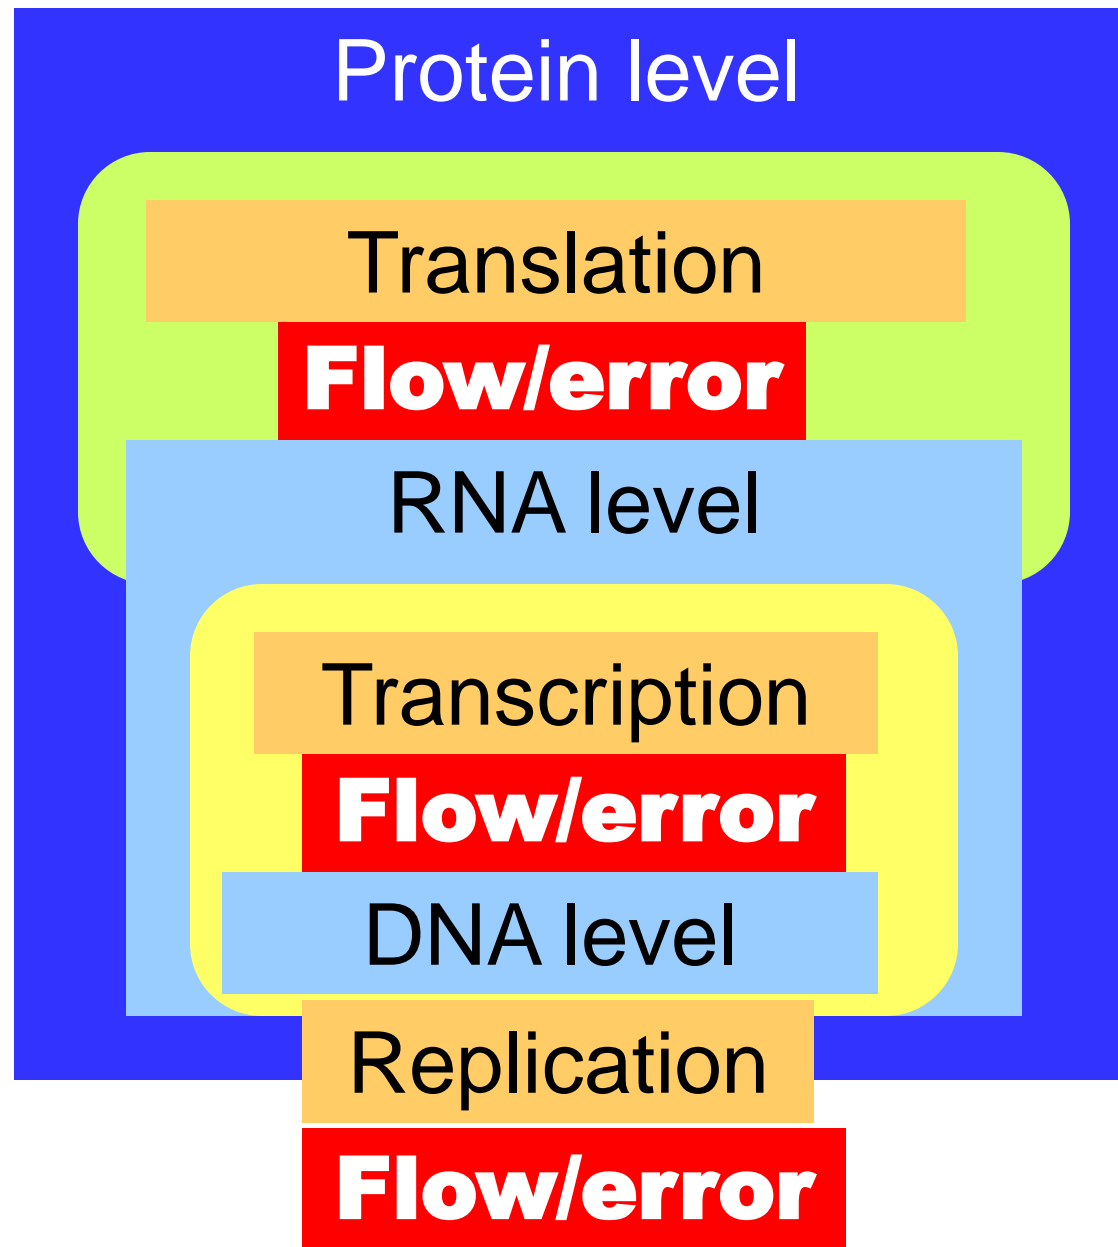 Protein level
Translation
Flow/error
RNA level
Transcription
Flow/error
DNA level
Replication
Flow/error